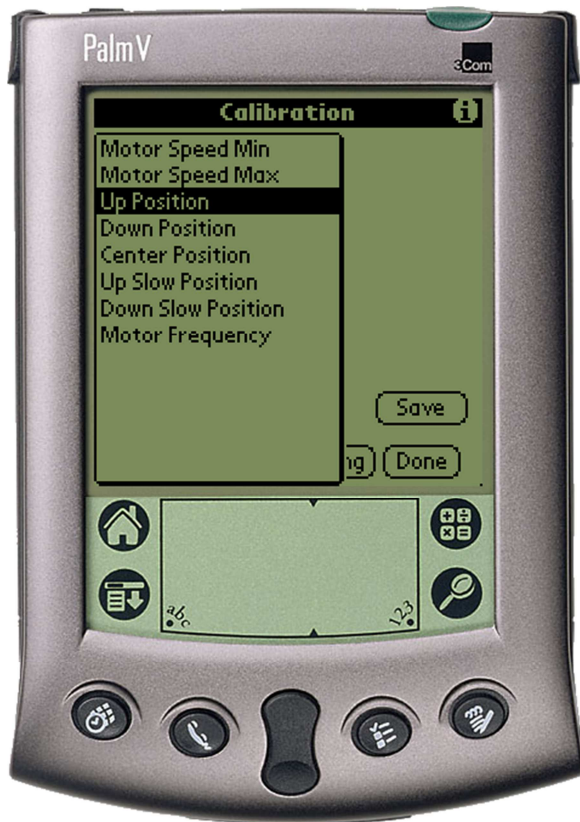 Palm V
3Com
Calibration i
Motor Speed Min
Motor Speed Max
Up Position
Down Position
Center Position
Up Slow Position
Down Slow Position
Motor Frequency
Save
Done
abc
123